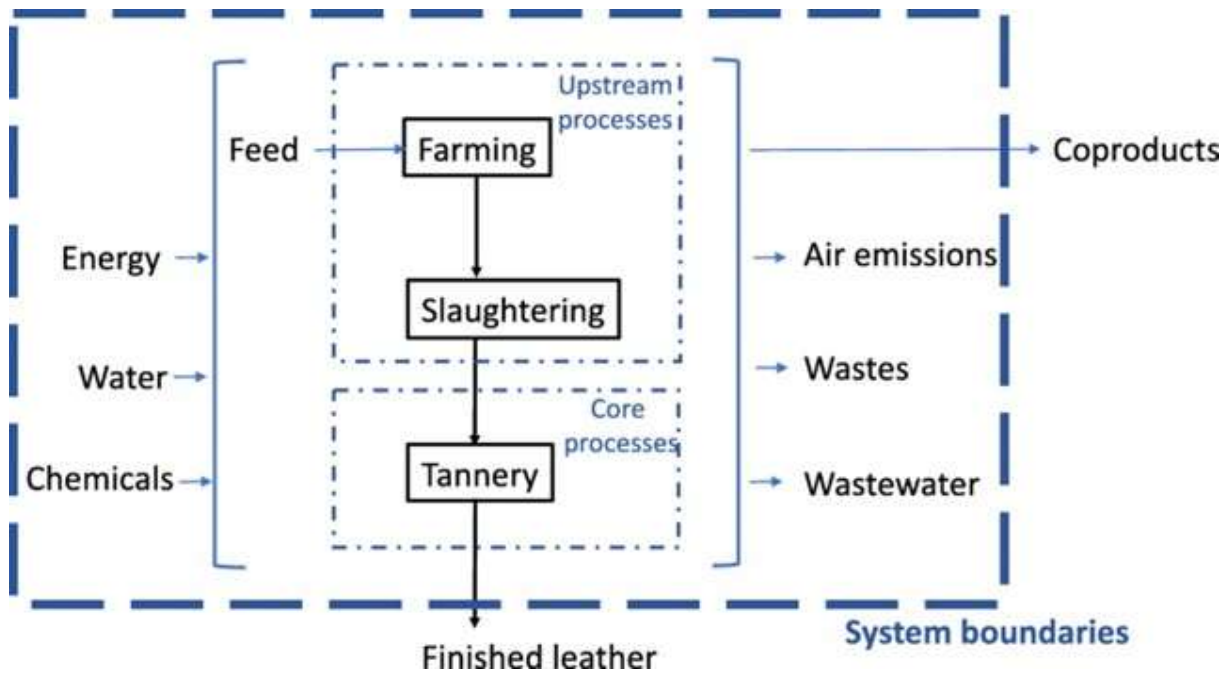 Upstream
processes
Feed
Farming
Coproducts
Energy
Air emissions
Slaughtering
Water
Wastes
Core
processes
Chemicals
Tannery
Wastewater
System boundaries
Finished leather